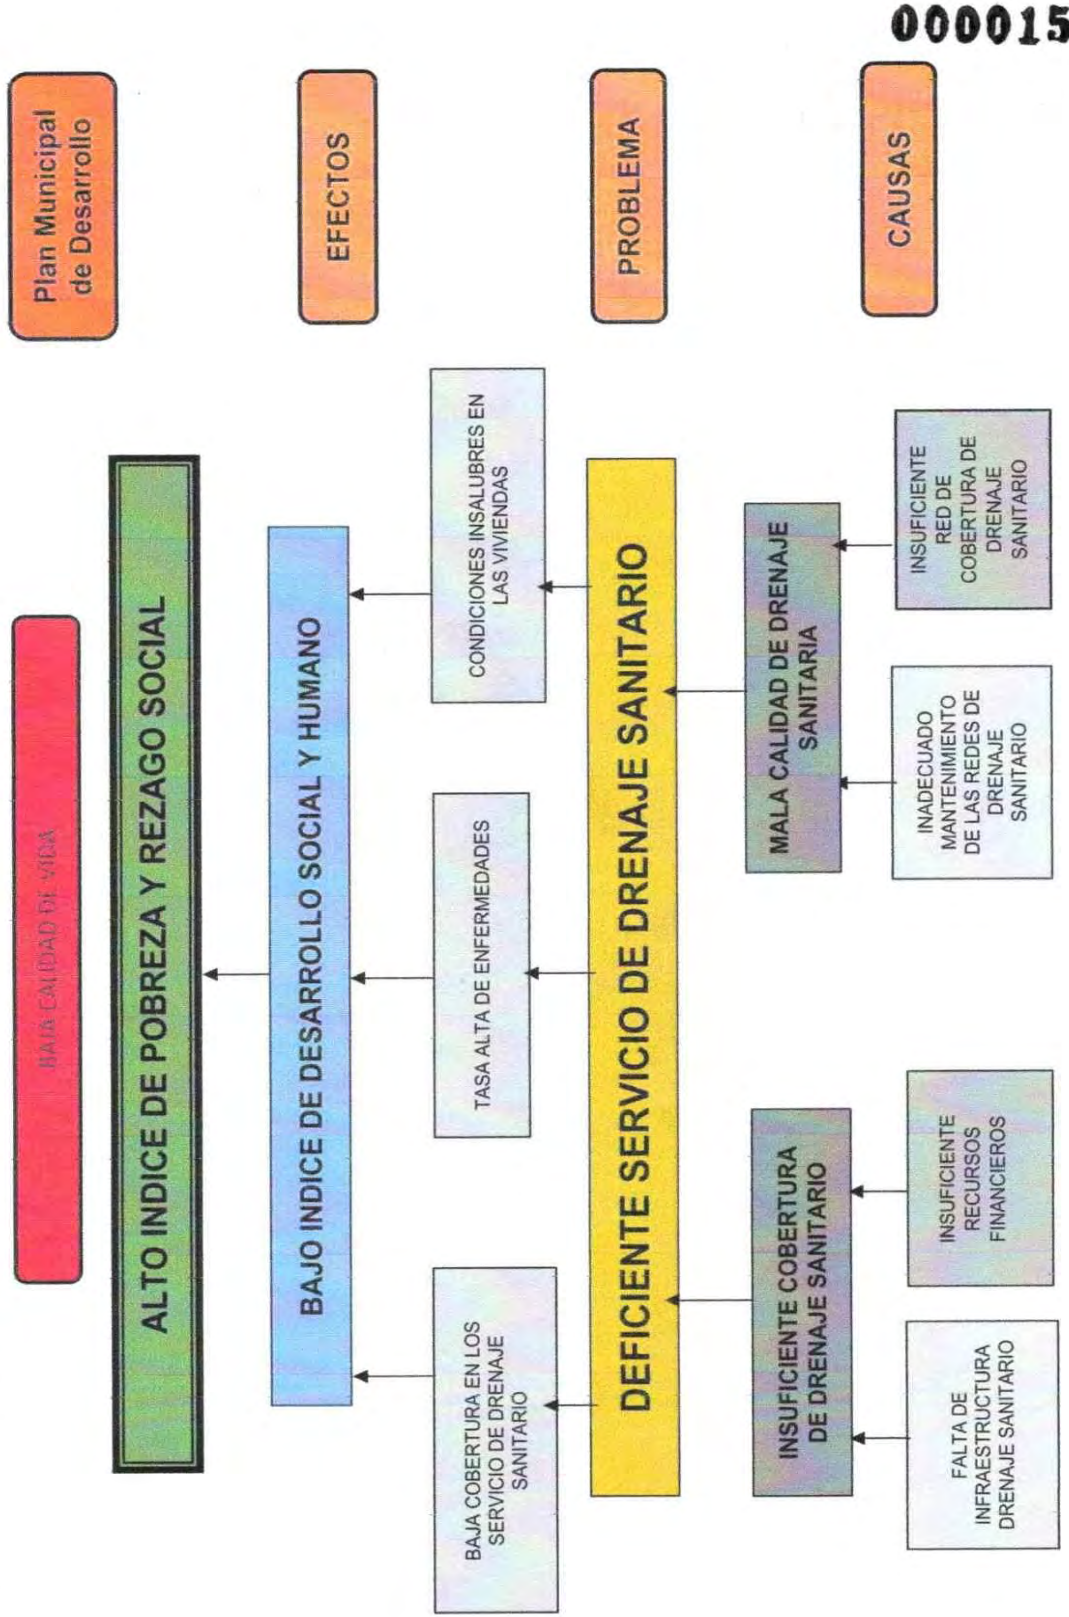 000015
BAJA CALIDAD DE VIDA
Plan Municipal
de Desarrollo
ALTO INDICE DE POBREZA Y REZAGO SOCIAL
BAJO INDICE DE DESARROLLO SOCIAL Y HUMANO
EFECTOS
BAJA COBERTURA EN LOS
SERVICIO DE DRENAJE
SANITARIO
TASA ALTA DE ENFERMEDADES
CONDICIONES INSALUBRES EN
LAS VIVIENDAS
DEFICIENTE SERVICIO DE DRENAJE SANITARIO
PROBLEMA
INSUFICIENTE COBERTURA
DE DRENAJE SANITARIO
MALA CALIDAD DE DRENAJE
SANITARIA
CAUSAS
FALTA DE
INFRAESTRUCTURA
DRENAJE SANITARIO
INSUFICIENTE
RECURSOS
FINANCIEROS
INADECUADO
MANTENIMIENTO
DE LAS REDES DE
DRENAJE
SANITARIO
INSUFICIENTE
RED DE
COBERTURA DE
DRENAJE
SANITARIO